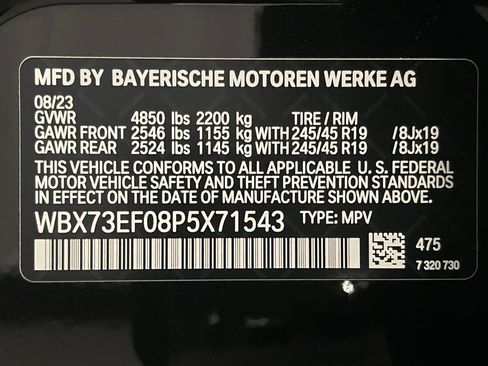 MFD BY BAYERISCHE MOTOREN WERKE AG
08/23
GVWR 4850 lbs 2200 kg TIRE / RIM
GAWR FRONT 2546 lbs 1155 kg WITH 245/45 R19 /8Jx19
GAWR REAR 2524 lbs 1145 kg WITH 245/45 R19 /8Jx19
THIS VEHICLE CONFORMS TO ALL APPLICABLE U. S. FEDERAL
MOTOR VEHICLE SAFETY AND THEFT PREVENTION STANDARDS
IN EFFECT ON THE DATE OF MANUFACTURE SHOWN ABOVE.
WBX73EF08P5X71543 TYPE: MPV
475
7 320 730